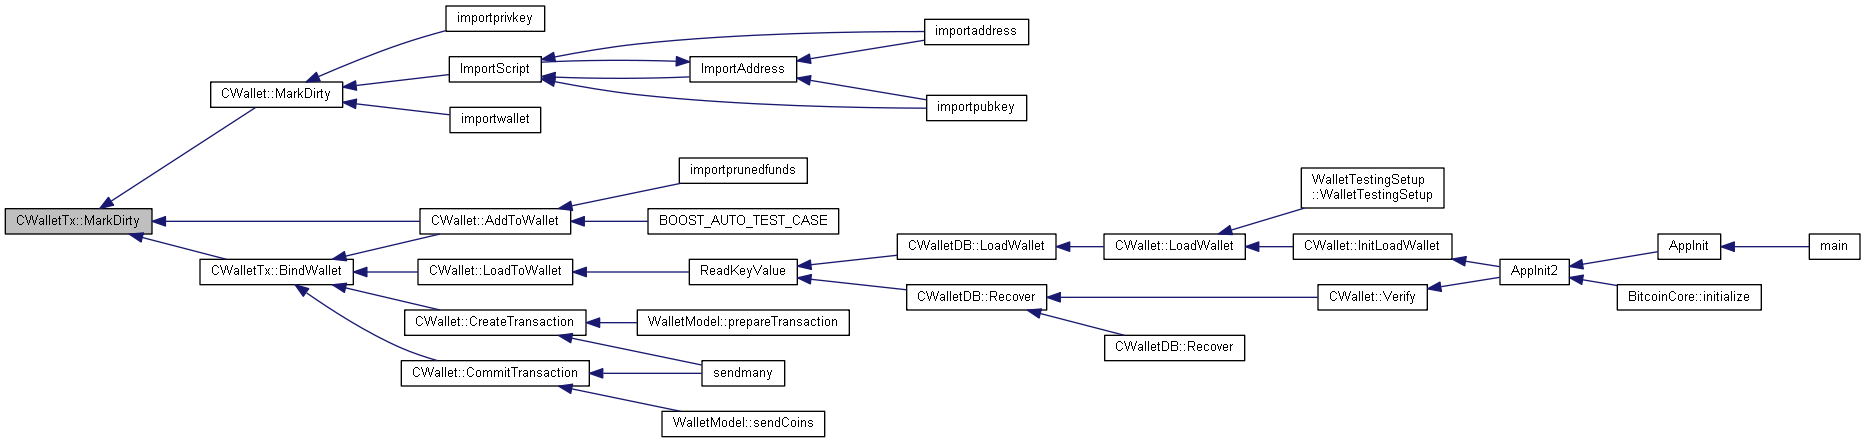 importprivkey
importaddress
ImportScript
ImportAddress
CWallet::MarkDirty
importpubkey
importwallet
importprunedfunds
WalletTestingSetup
::WalletTestingSetup
CWalletTx::MarkDirty
CWallet::AddToWallet
BOOST_AUTO_TEST_CASE
CWalletDB::LoadWallet
CWallet::LoadWallet
CWallet::InitLoadWallet
AppInit
main
CWalletTx::BindWallet
CWallet::LoadToWallet
ReadKeyValue
AppInit2
CWalletDB::Recover
CWallet::Verify
BitcoinCore::initialize
CWallet::CreateTransaction
WalletModel::prepareTransaction
CWalletDB::Recover
CWallet::CommitTransaction
sendmany
WalletModel::sendCoins